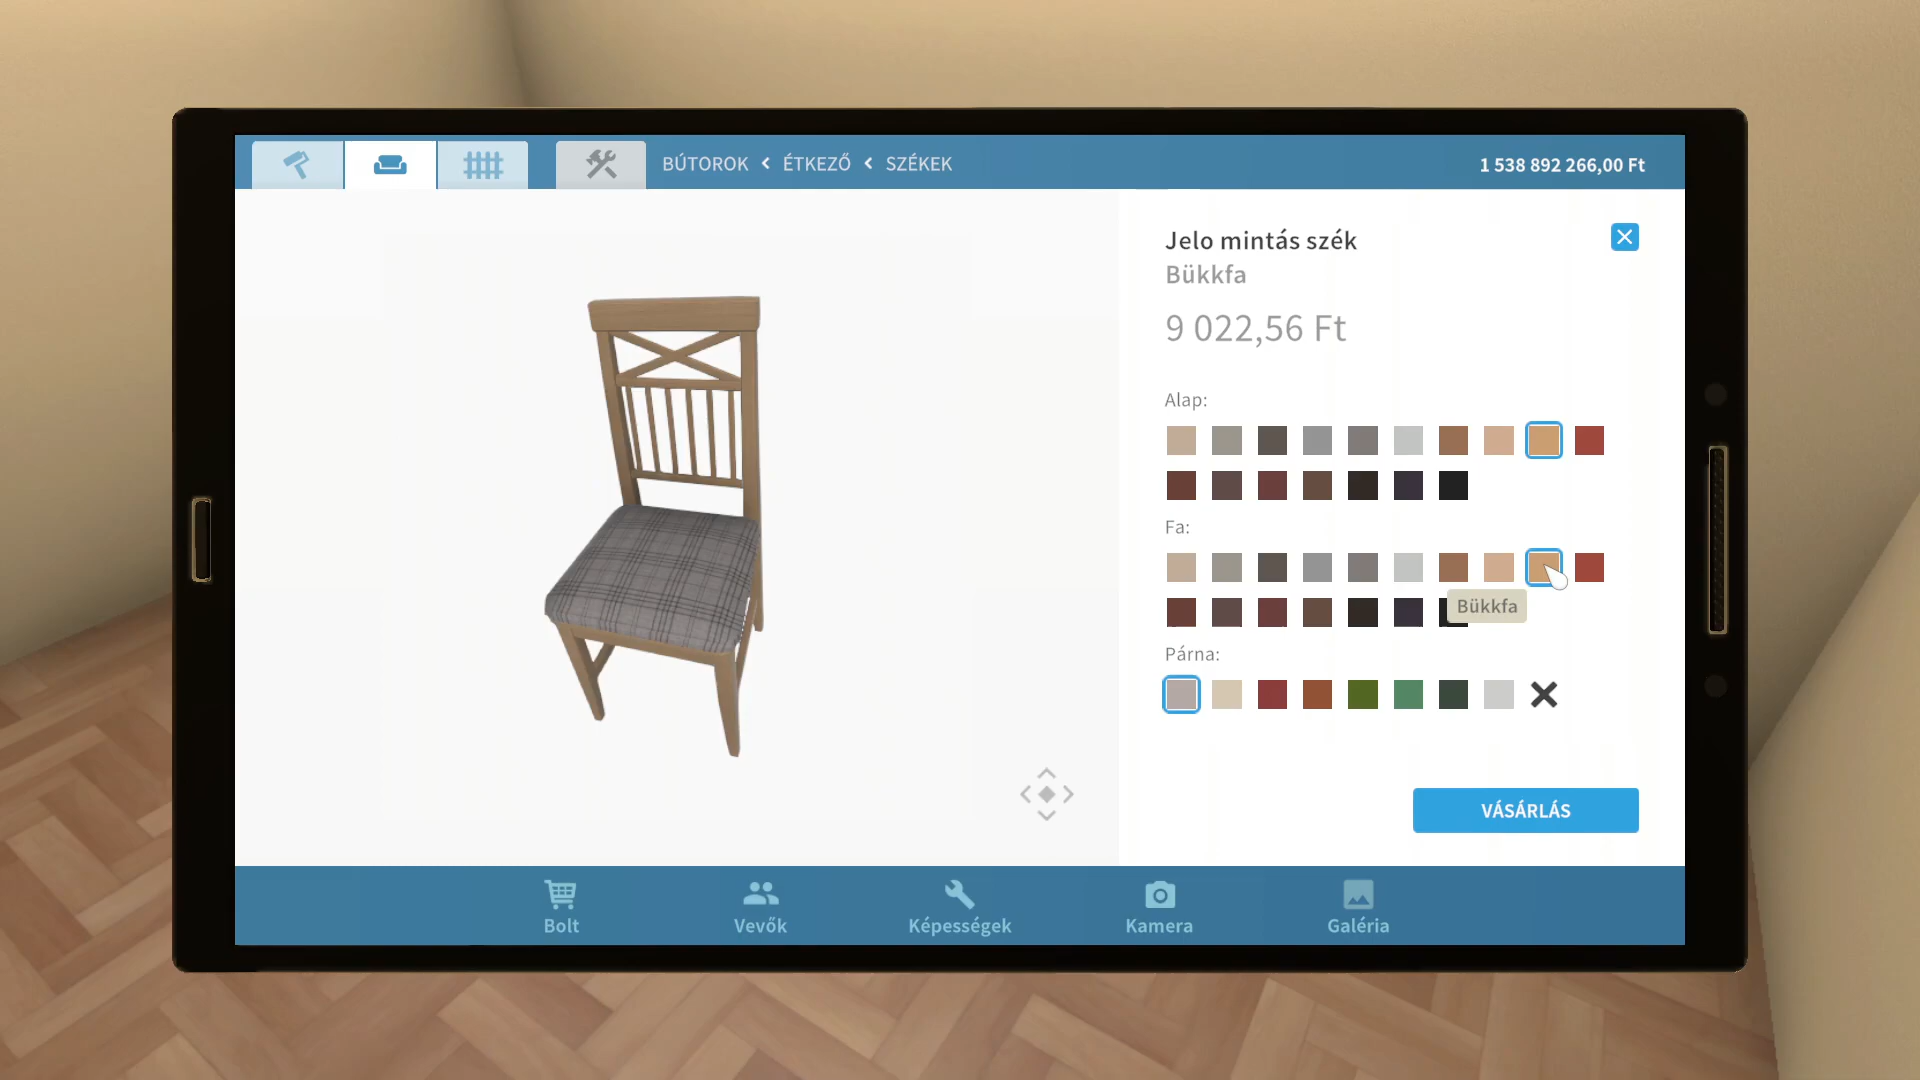 BÚTOROK < ÉTKEZŐ < SZÉKEK
1 538 892 266,00 Ft
Jelo mintás szék
Bükkfa
9 022,56 Ft
Alap:
Fa:
Bükkfa
Párna:
VÁSÁRLÁS
Bolt
Vevők
Képességek
Kamera
Galéria